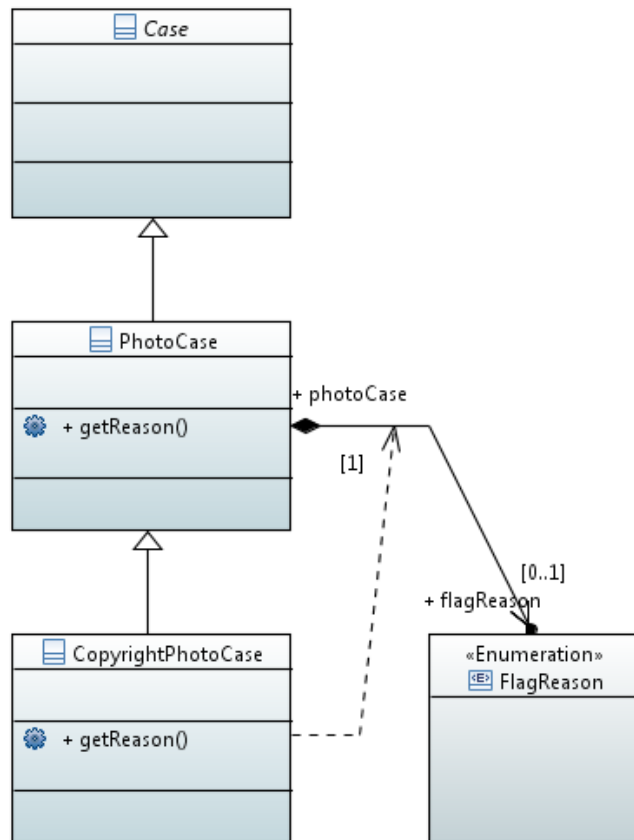 Case
PhotoCase
+ photoCase
+ getReason()
[1]
[0..1]
+ flagReason
CopyrightPhotoCase
«Enumeration»
<E> FlagReason
+ getReason()